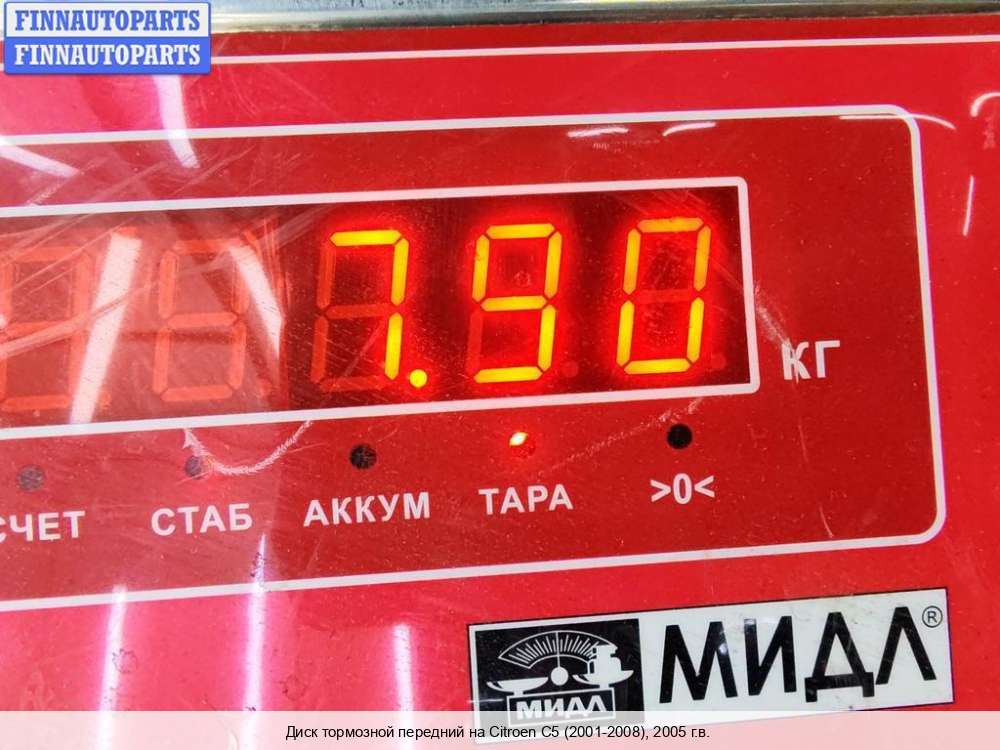 FINNAUTOPARTS
FINNAUTOPARTS
7.90
КГ
СЧЕТ СТАБ АККУМ ТАРА >0<
МИДЛ МИДЛ®
Диск тормозной передний на Citroen C5 (2001-2008), 2005 г.в.